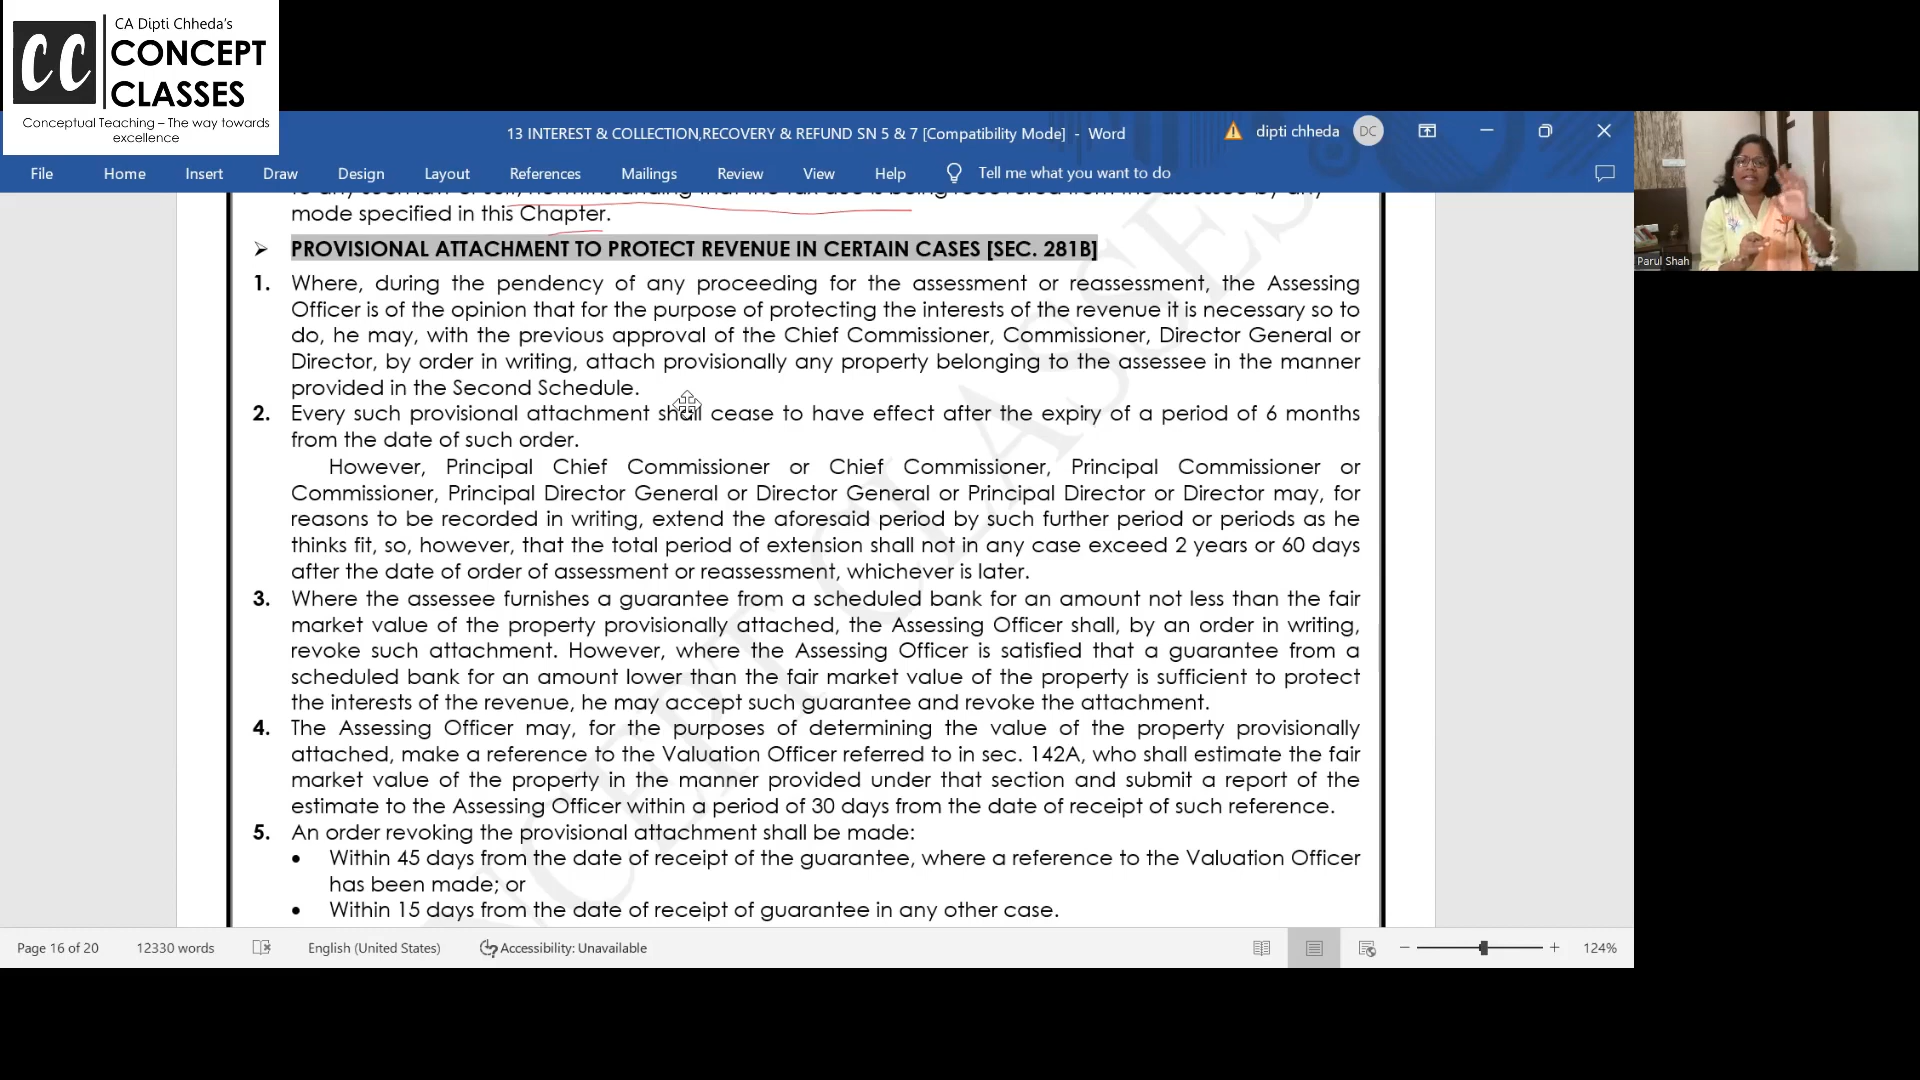 CA Dipti Chheda's
CC
CONCEPT
CLASSES
Conceptual Teaching – The way towards
excellence
13 INTEREST & COLLECTION,RECOVERY & REFUND SN 5 & 7 [Compatibility Mode] - Word
dipti chheda
DC
File Home Insert Draw Design Layout References Mailings Review View Help Tell me what you want to do
mode specified in this Chapter.
➢ PROVISIONAL ATTACHMENT TO PROTECT REVENUE IN CERTAIN CASES [SEC. 281B]
1. Where, during the pendency of any proceeding for the assessment or reassessment, the Assessing
Officer is of the opinion that for the purpose of protecting the interests of the revenue it is necessary so to
do, he may, with the previous approval of the Chief Commissioner, Commissioner, Director General or
Director, by order in writing, attach provisionally any property belonging to the assessee in the manner
provided in the Second Schedule.
2. Every such provisional attachment shall cease to have effect after the expiry of a period of 6 months
from the date of such order.
However, Principal Chief Commissioner or Chief Commissioner, Principal Commissioner or
Commissioner, Principal Director General or Director General or Principal Director or Director may, for
reasons to be recorded in writing, extend the aforesaid period by such further period or periods as he
thinks fit, so, however, that the total period of extension shall not in any case exceed 2 years or 60 days
after the date of order of assessment or reassessment, whichever is later.
3. Where the assessee furnishes a guarantee from a scheduled bank for an amount not less than the fair
market value of the property provisionally attached, the Assessing Officer shall, by an order in writing,
revoke such attachment. However, where the Assessing Officer is satisfied that a guarantee from a
scheduled bank for an amount lower than the fair market value of the property is sufficient to protect
the interests of the revenue, he may accept such guarantee and revoke the attachment.
4. The Assessing Officer may, for the purposes of determining the value of the property provisionally
attached, make a reference to the Valuation Officer referred to in sec. 142A, who shall estimate the fair
market value of the property in the manner provided under that section and submit a report of the
estimate to the Assessing Officer within a period of 30 days from the date of receipt of such reference.
5. An order revoking the provisional attachment shall be made:
• Within 45 days from the date of receipt of the guarantee, where a reference to the Valuation Officer
has been made; or
• Within 15 days from the date of receipt of guarantee in any other case.
Page 16 of 20 12330 words English (United States) Accessibility: Unavailable 124%
Parul Shah